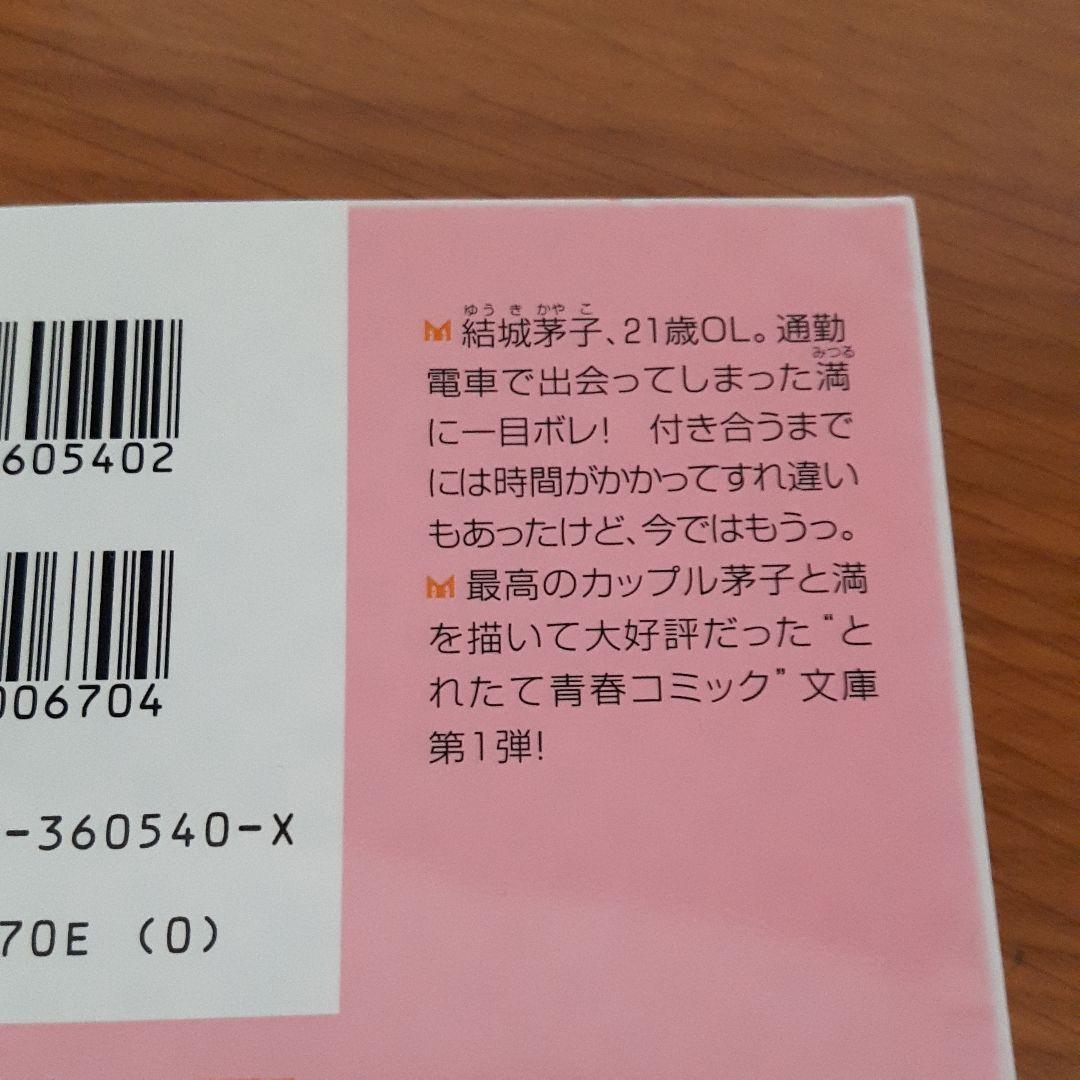 605402
006704
-360540-X
70E (0)
ゆうきかやこ
結城茅子、21歳OL。通勤
みつる
電車で出会ってしまった満
に一目ボレ! 付き合うまで
には時間がかかってすれ違い
もあったけど、今ではもうっ。
最高のカップル茅子と満
を描いて大好評だった“と
れたて青春コミック”文庫
第1弾!